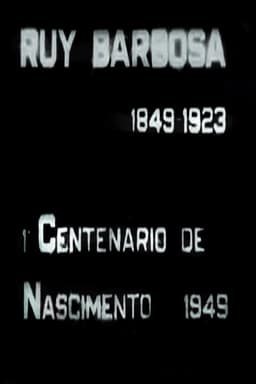 RUY BARBOSA
1849-1923
1º CENTENARIO DE
NASCIMENTO 1949